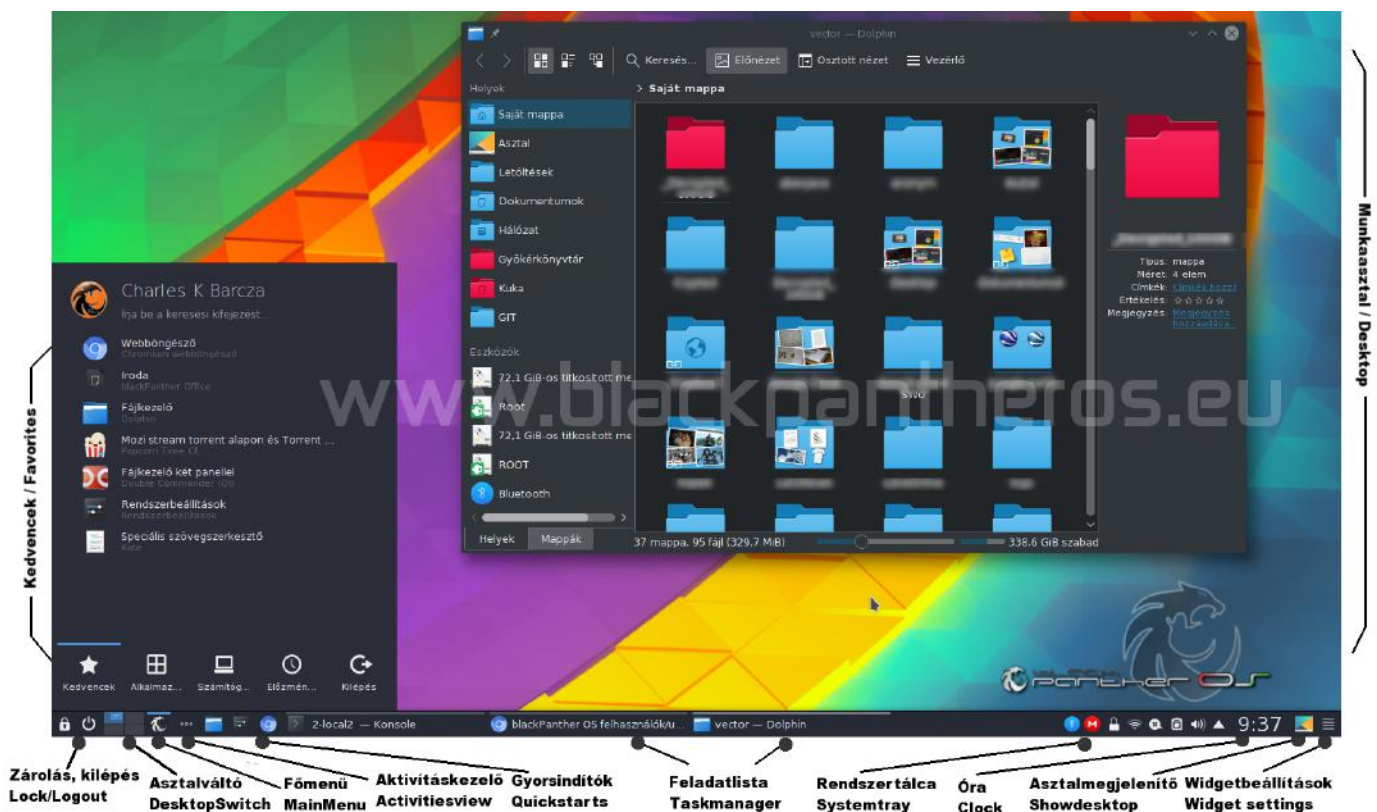 vector — Dolphin
Keresés...
Előnézet
Osztott nézet
Vezérlő
Helyek
> Saját mappa
Saját mappa
Asztal
Letöltések
Dokumentumok
Hálózat
Gyökérkönyvtár
Kuka
GIT
Eszközök
72,1 GiB-os titkosított me
Root
72,1 GiB-os titkosított me
ROOT
Bluetooth
Helyek
Mappák
SWO
37 mappa, 95 fájl (329,7 MiB)
338,6 GiB szabad
Típus: mappa
Méret: 4 elem
Címkék: Címkék hozzá
Értékelés:
Megjegyzés: Megjegyzés
hozzáadása...
Charles K Barcza
Írja be a keresési kifejezést...
Webböngésző
Chromium webböngésző
Iroda
blackPanther Office
Fájlkezelő
Dolphin
Mozi stream torrent alapon és Torrent ...
Popcorn Time CE
Fájlkezelő két panellel
Double Commander (Qt)
Rendszerbeállítások
Rendszerbeállítások
Speciális szövegszerkesztő
Kate
Kedvencek
Alkalmaz...
Számítóg...
Előzmén...
Kilépés
www.blackpantheros.eu
Panther OS
2-local2 — Konsole
blackPanther OS felhasználók/u...
vector — Dolphin
9:37
Kedvencek / Favorites
Munkaasztal / Desktop
Zárolás, kilépés
Lock/Logout
Asztalváltó
DesktopSwitch
Főmenü
MainMenu
Aktivitáskezelő
Activitiesview
Gyorsindítók
Quickstarts
Feladatlista
Taskmanager
Rendszertálca
Systemtray
Óra
Clock
Asztalmegjelenítő
Showdesktop
Widgetbeállítások
Widget settings